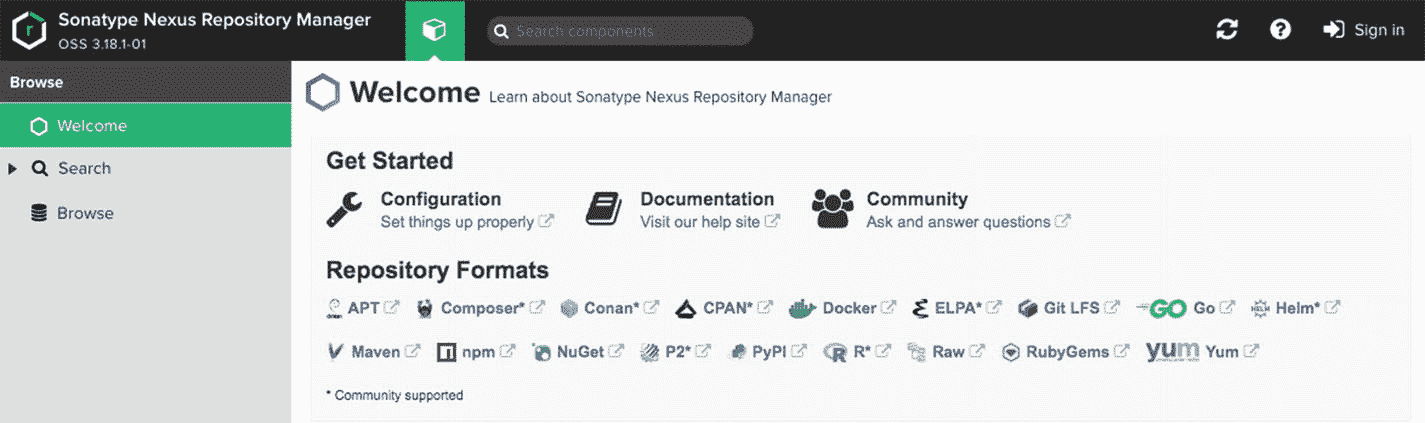 Sonatype Nexus Repository Manager
OSS 3.18.1-01
Search components
Sign in
Browse
Welcome
Search
Browse
Welcome Learn about Sonatype Nexus Repository Manager
Get Started
Configuration
Set things up properly
Documentation
Visit our help site
Community
Ask and answer questions
Repository Formats
APT Composer* Conan* CPAN* Docker ELPA* Git LFS GO Go HELM Helm*
Maven npm NuGet P2* PyPI R R* Raw RubyGems yum Yum
* Community supported